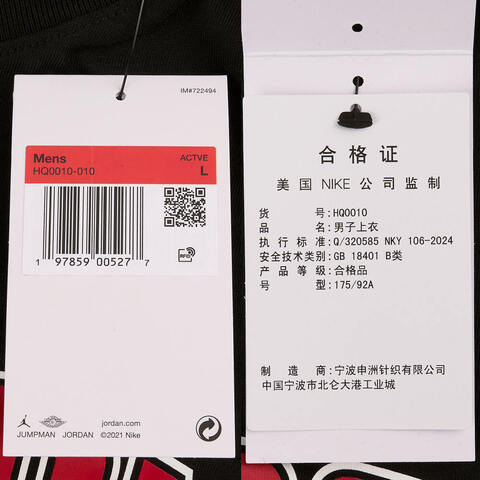 IM#722494
Mens
ACTVE
HQ0010-010
L
1 97859 00527 7
RFID
JUMPMAN JORDAN
jordan.com
©2021 Nike
合格证
美国 NIKE 公司监制
货号:HQ0010
品名:男子上衣
执行标准:Q/320585 NKY 106-2024
安全技术类别:GB 18401 B类
产品等级:合格品
号型:175/92A
制造商:宁波申洲针织有限公司
中国宁波市北仑大港工业城